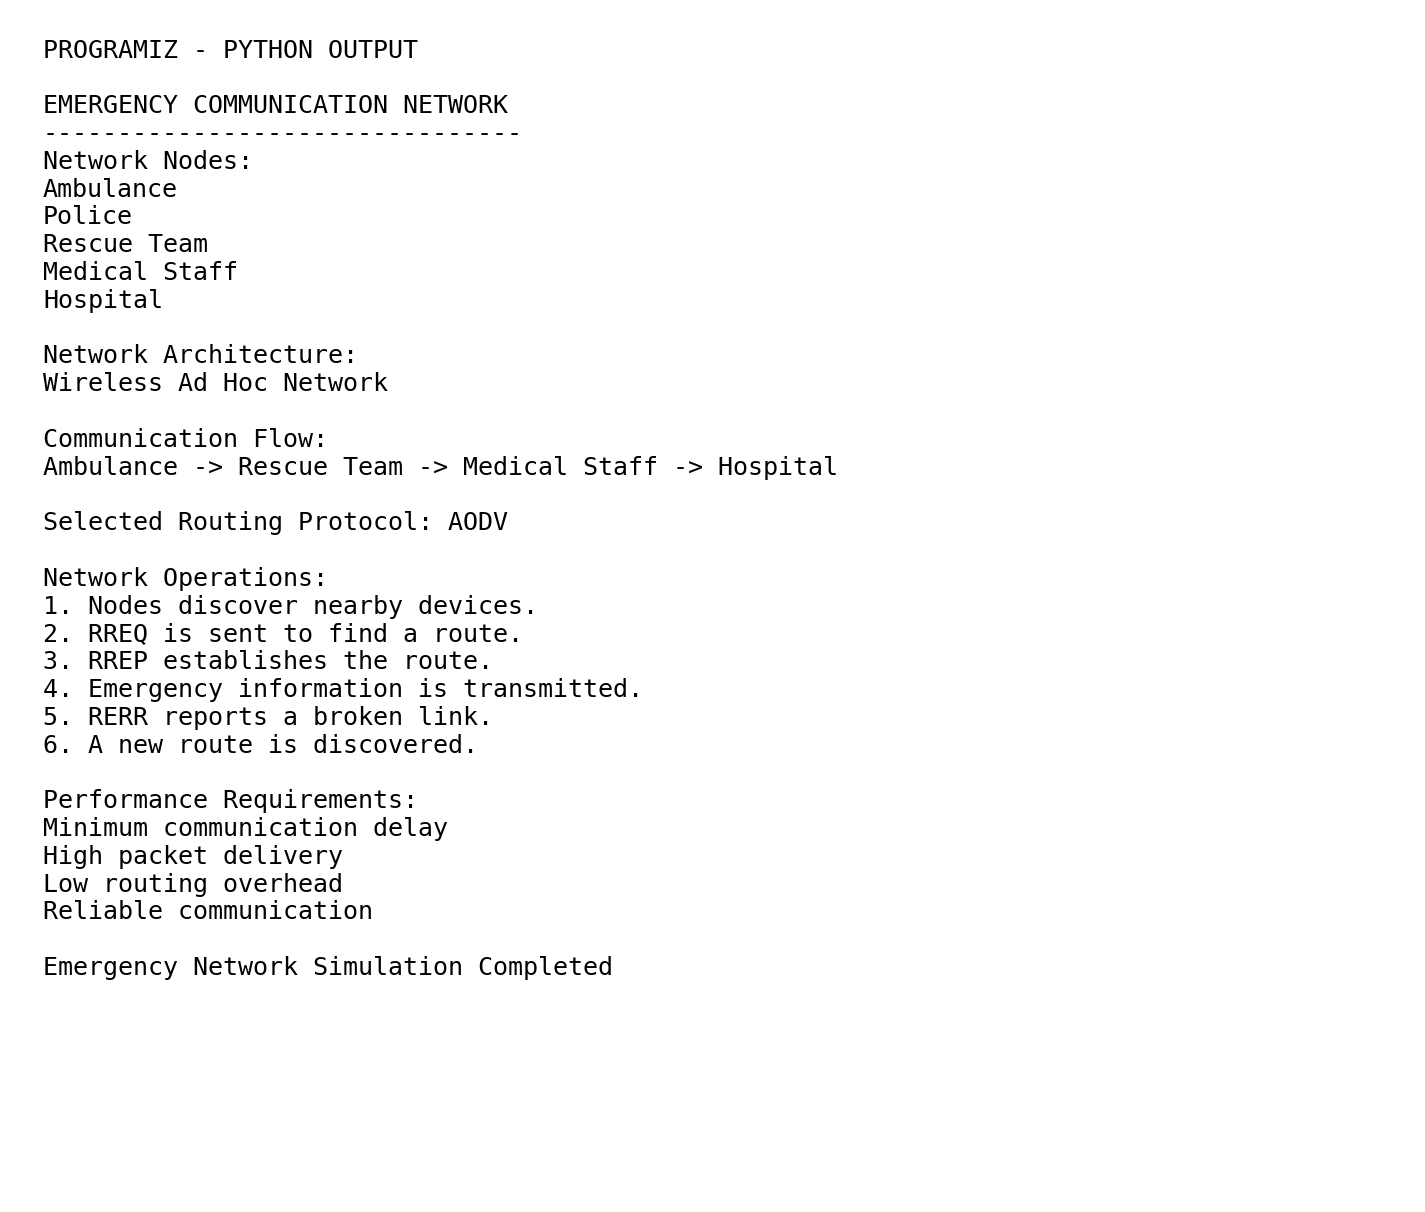 PROGRAMIZ - PYTHON OUTPUT
EMERGENCY COMMUNICATION NETWORK
--------------------------------
Network Nodes:
Ambulance
Police
Rescue Team
Medical Staff
Hospital
Network Architecture:
Wireless Ad Hoc Network
Communication Flow:
Ambulance -> Rescue Team -> Medical Staff -> Hospital
Selected Routing Protocol: AODV
Network Operations:
1. Nodes discover nearby devices.
2. RREQ is sent to find a route.
3. RREP establishes the route.
4. Emergency information is transmitted.
5. RERR reports a broken link.
6. A new route is discovered.
Performance Requirements:
Minimum communication delay
High packet delivery
Low routing overhead
Reliable communication
Emergency Network Simulation Completed